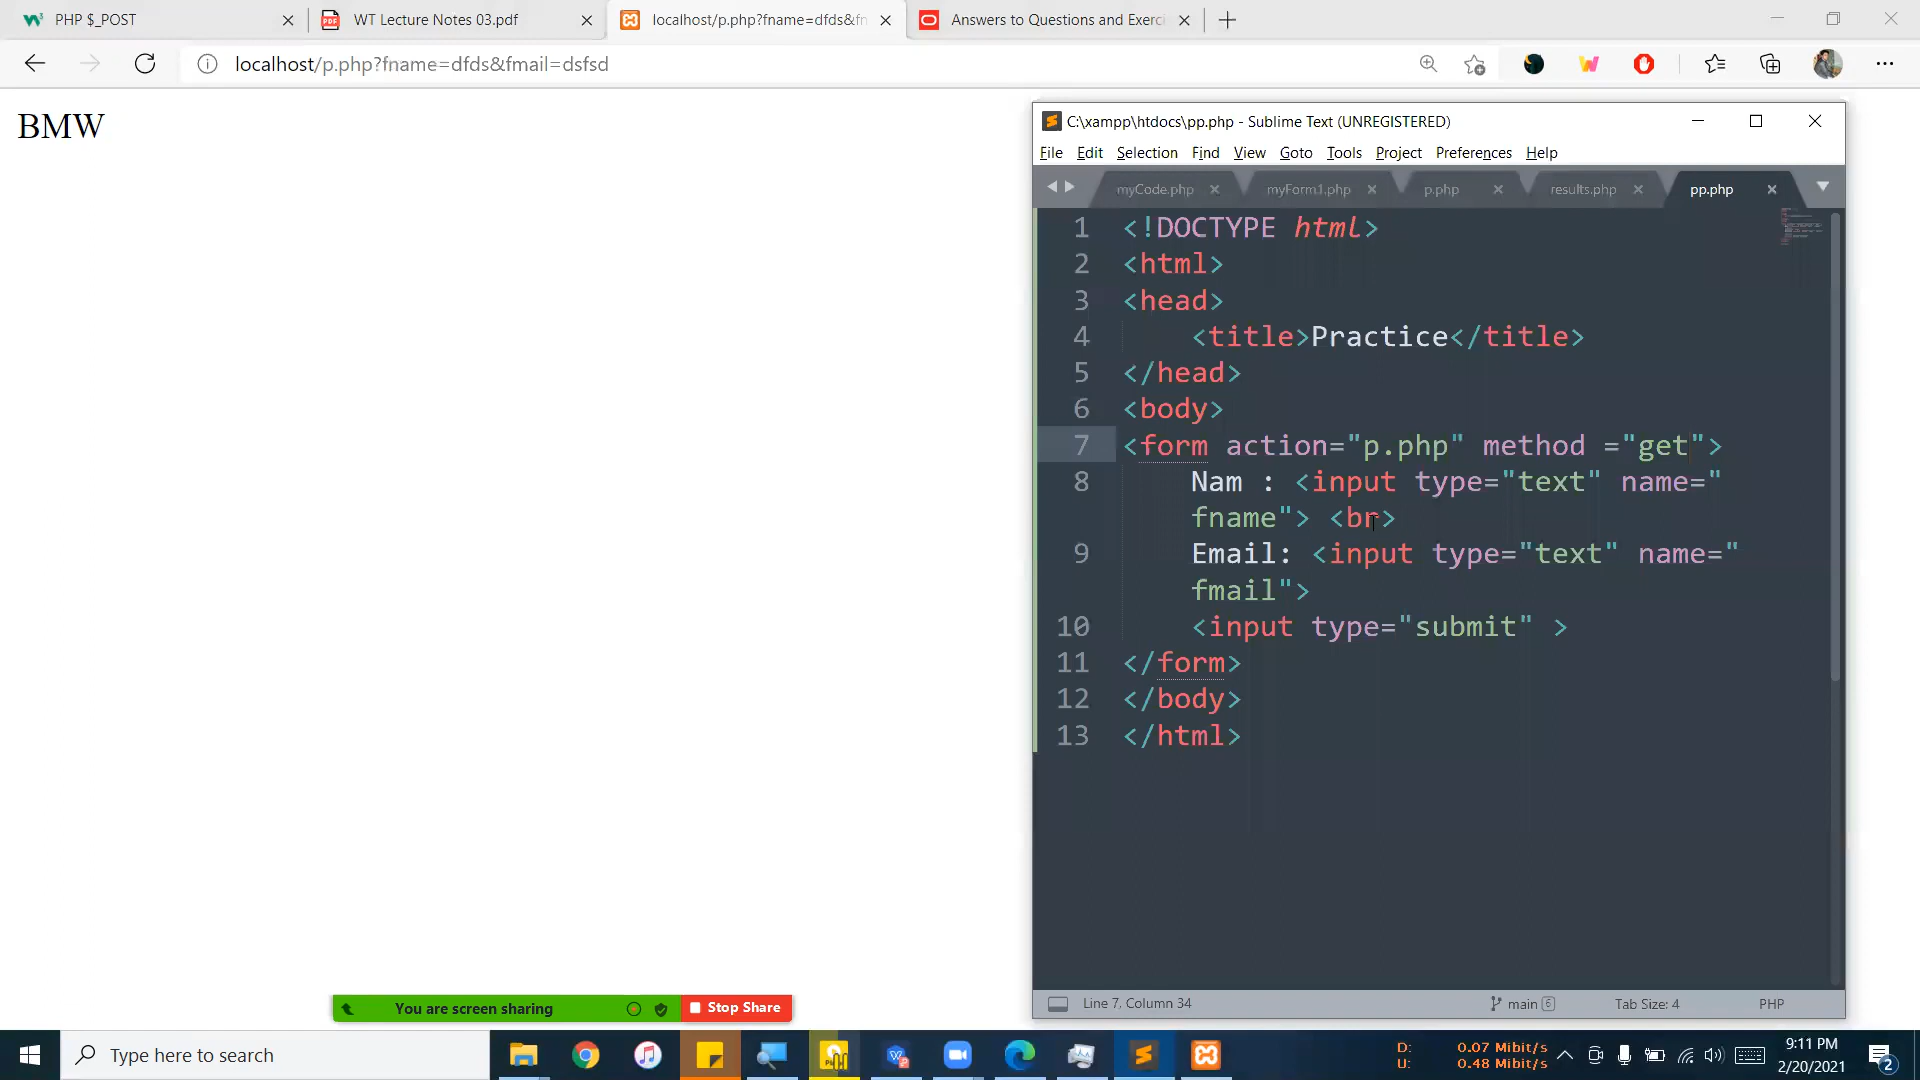 PHP $_POST
WT Lecture Notes 03.pdf
localhost/p.php?fname=dfds&fn
Answers to Questions and Exerci
localhost/p.php?fname=dfds&fmail=dsfsd
BMW
C:\xampp\htdocs\pp.php - Sublime Text (UNREGISTERED)
File Edit Selection Find View Goto Tools Project Preferences Help
myCode.php myForm1.php p.php results.php pp.php
1 <!DOCTYPE html>
2 <html>
3 <head>
4 <title>Practice</title>
5 </head>
6 <body>
7 <form action="p.php" method ="get">
8 Nam : <input type="text" name="
fname"> <br>
9 Email: <input type="text" name="
fmail">
10 <input type="submit" >
11 </form>
12 </body>
13 </html>
Line 7, Column 34 main 6 Tab Size: 4 PHP
You are screen sharing Stop Share
Type here to search
D: 0.07 Mibit/s
U: 0.48 Mibit/s
9:11 PM
2/20/2021
2